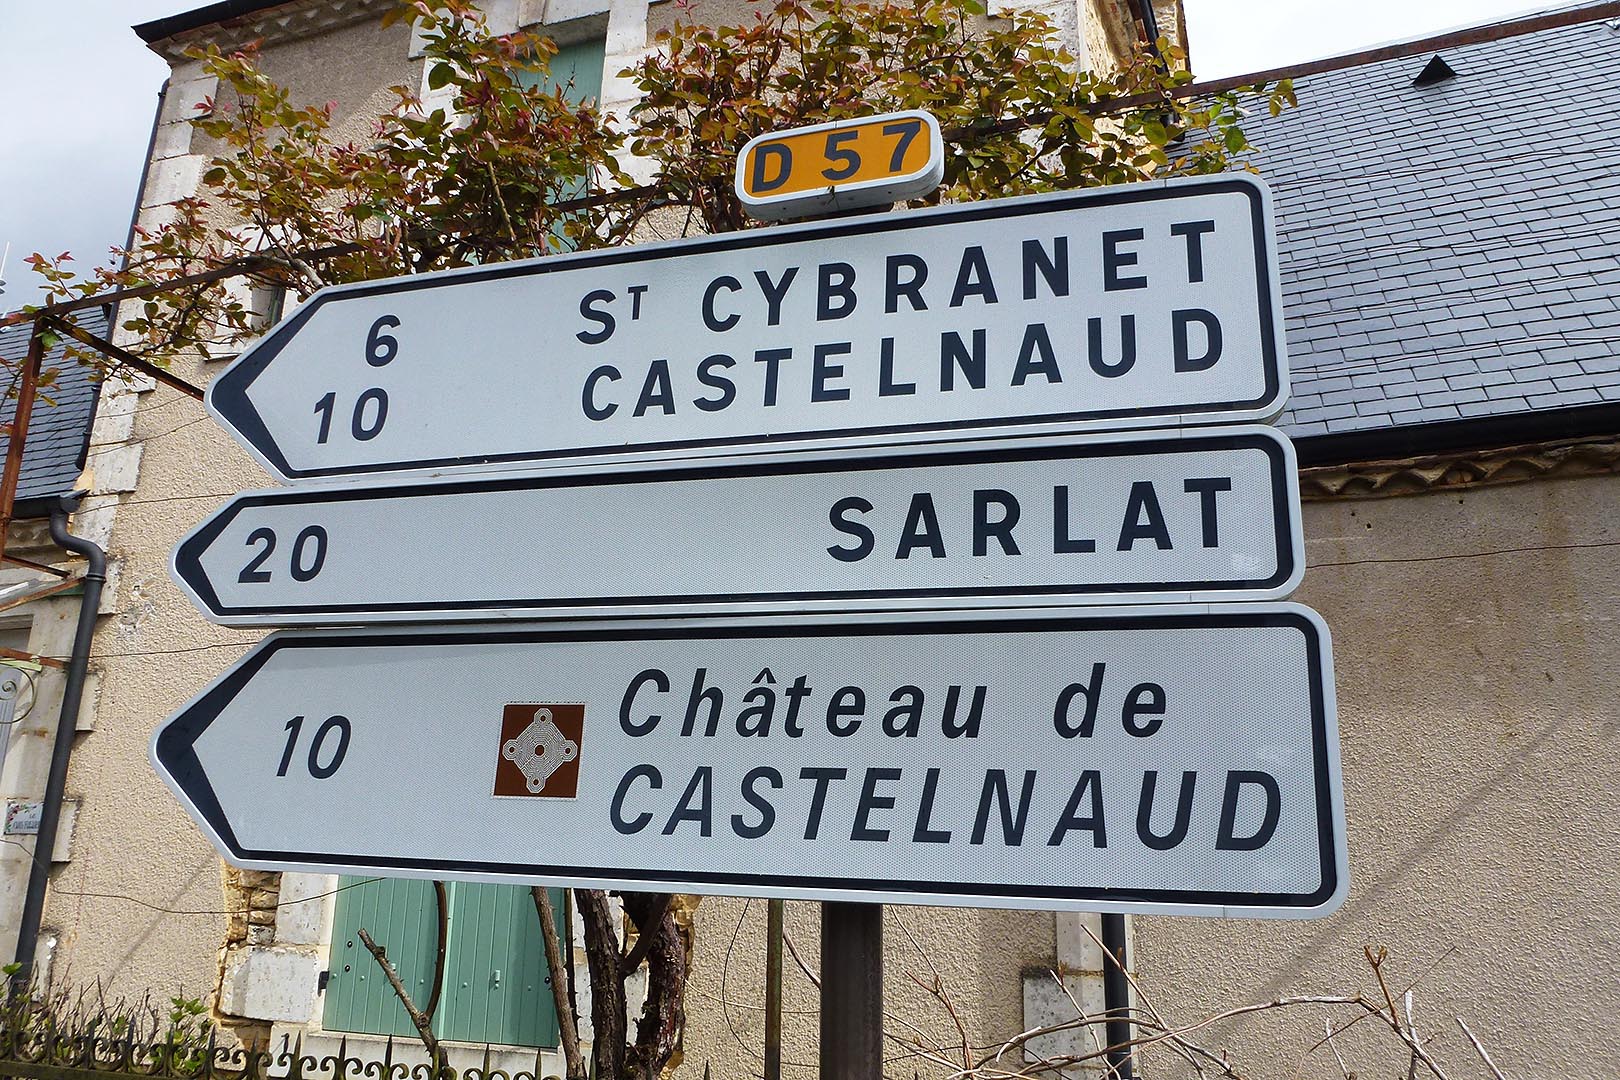 D 57
6 ST CYBRANET
10 CASTELNAUD
20 SARLAT
10 Château de
CASTELNAUD